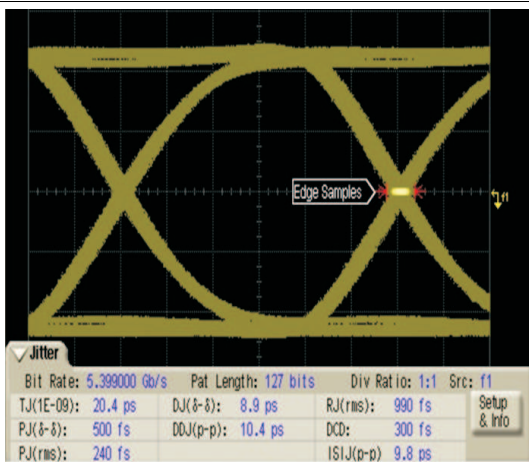 Edge Samples
f1
Jitter
Bit Rate: 5.399000 Gb/s Pat Length: 127 bits Div Ratio: 1:1 Src: f1
TJ(1E-09): 20.4 ps DJ(δ-δ): 8.9 ps RJ(rms): 990 fs Setup & Info
PJ(δ-δ): 500 fs DDJ(p-p): 10.4 ps DCD: 300 fs
PJ(rms): 240 fs ISIJ(p-p) 9.8 ps